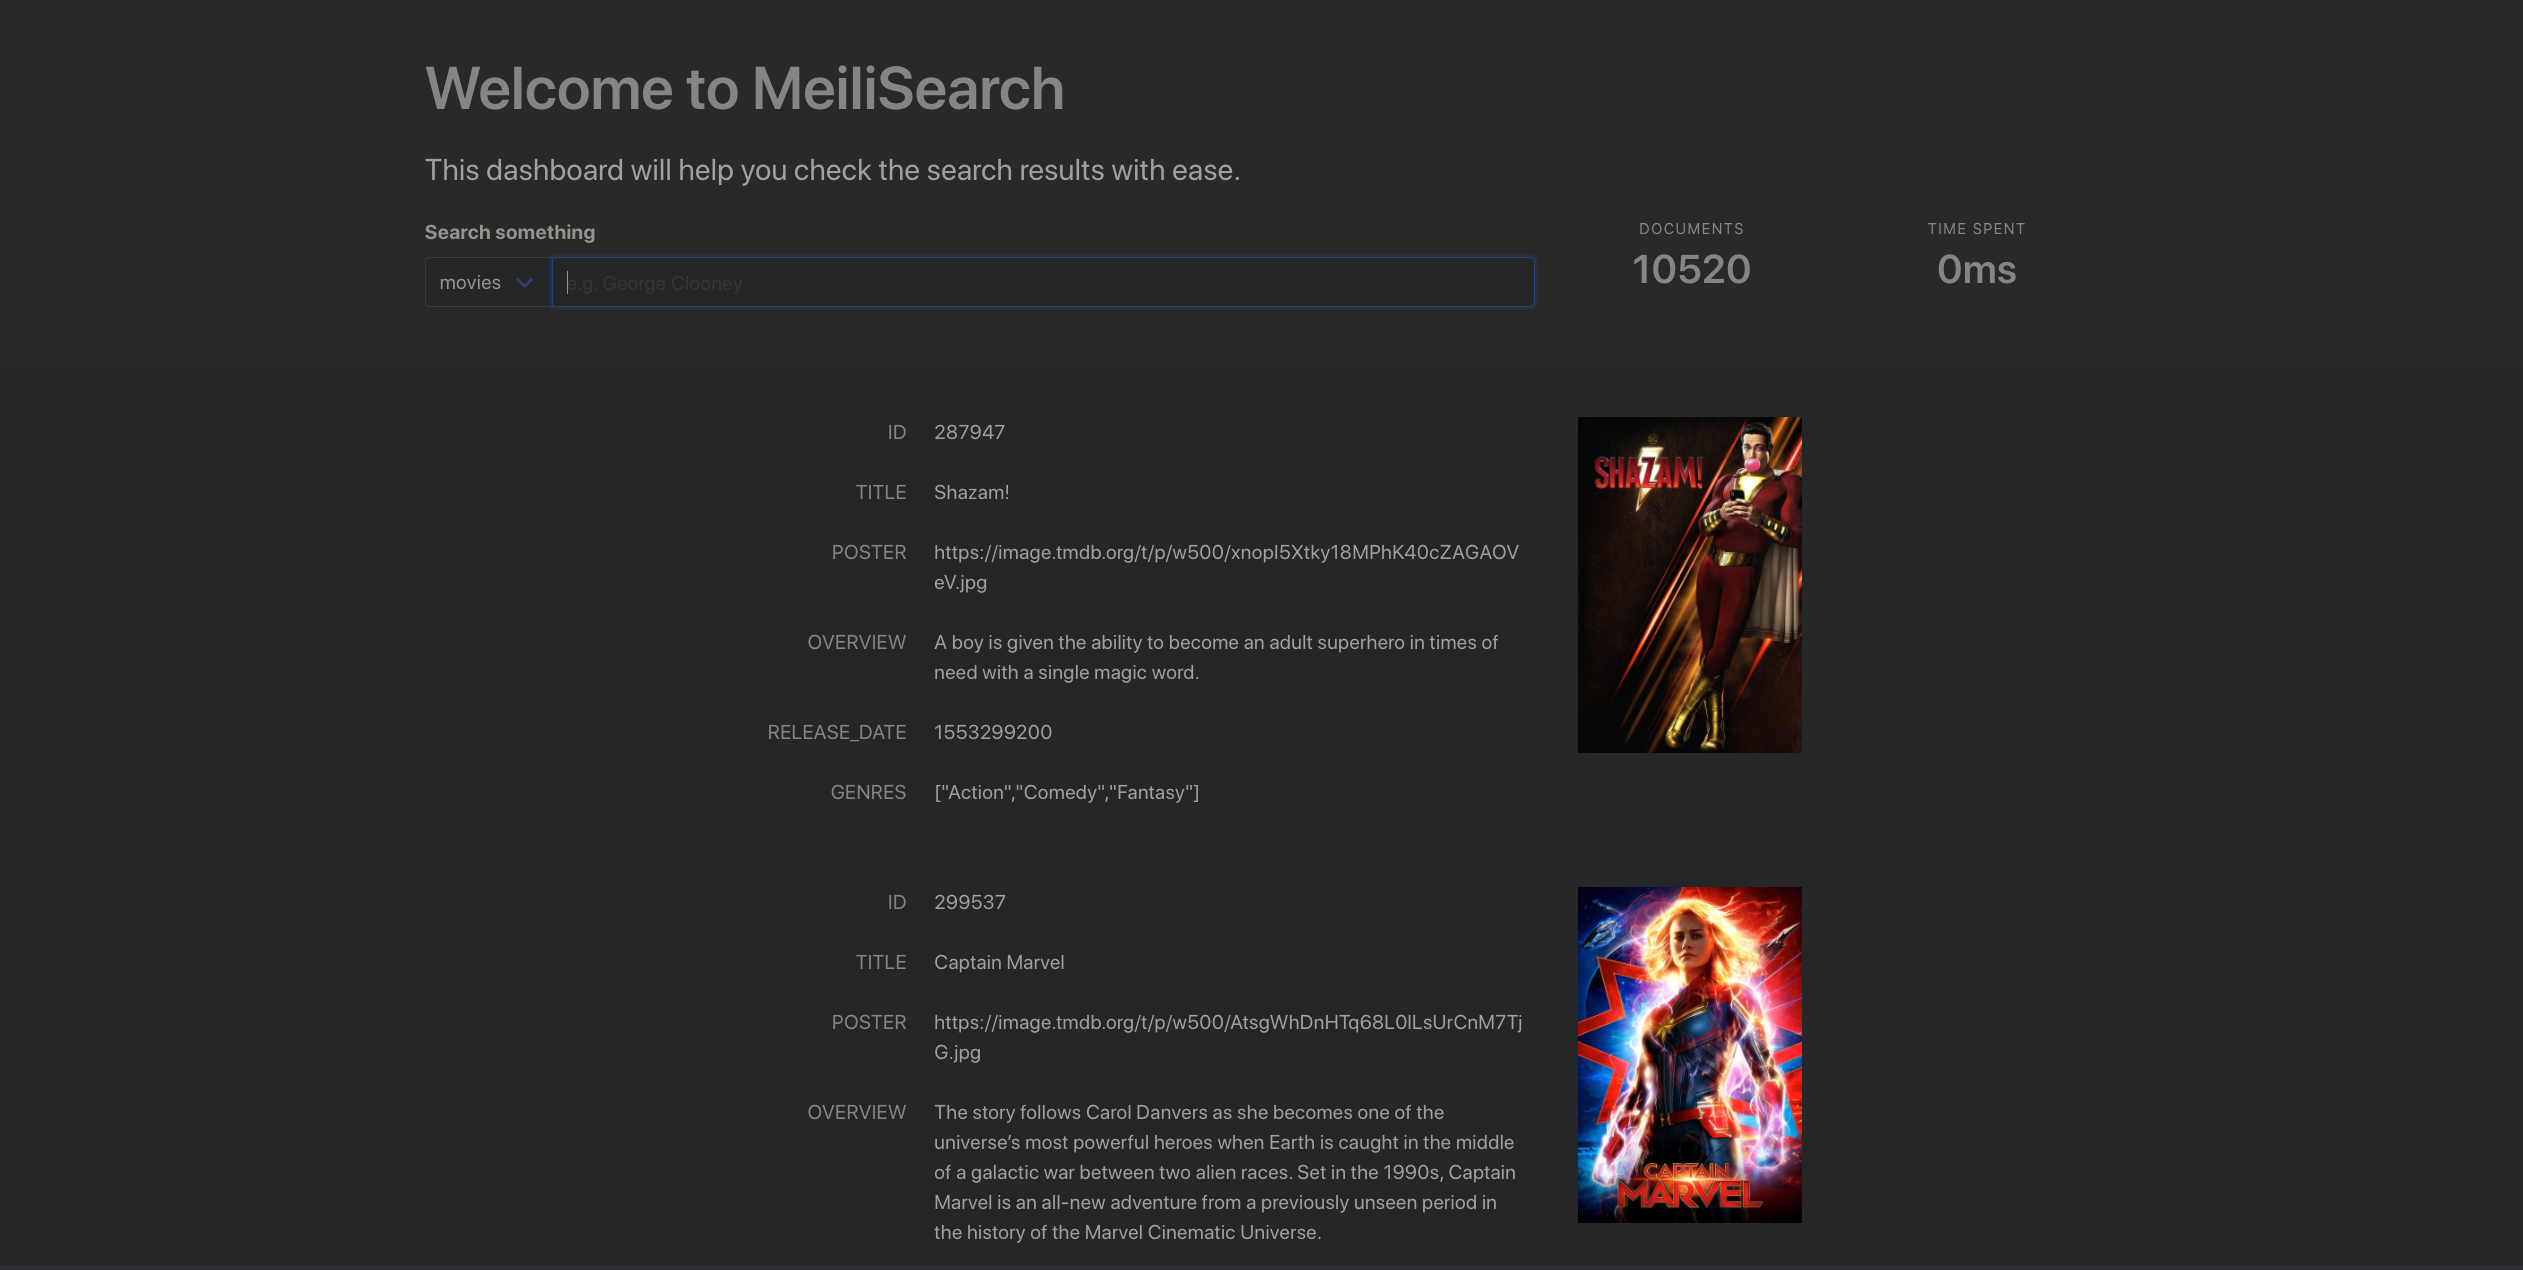 Welcome to MeiliSearch
This dashboard will help you check the search results with ease.
Search something
movies
e.g. George Clooney
DOCUMENTS
10520
TIME SPENT
0ms
ID 287947
TITLE Shazam!
POSTER https://image.tmdb.org/t/p/w500/xnopI5Xtky18MPhK40cZAGAOV
eV.jpg
OVERVIEW A boy is given the ability to become an adult superhero in times of
need with a single magic word.
RELEASE_DATE 1553299200
GENRES ["Action","Comedy","Fantasy"]
SHAZAM!
ID 299537
TITLE Captain Marvel
POSTER https://image.tmdb.org/t/p/w500/AtsgWhDnHTq68L0lLsUrCnM7Tj
G.jpg
OVERVIEW The story follows Carol Danvers as she becomes one of the
universe’s most powerful heroes when Earth is caught in the middle
of a galactic war between two alien races. Set in the 1990s, Captain
Marvel is an all-new adventure from a previously unseen period in
the history of the Marvel Cinematic Universe.
CAPTAIN
MARVEL